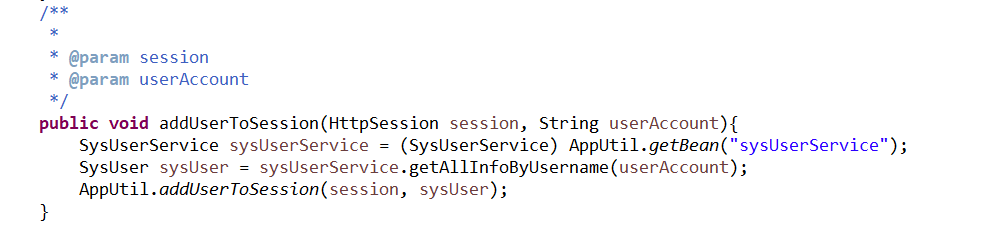 /**
 *
 * @param session
 * @param userAccount
 */
public void addUserToSession(HttpSession session, String userAccount){
    SysUserService sysUserService = (SysUserService) AppUtil.getBean("sysUserService");
    SysUser sysUser = sysUserService.getAllInfoByUsername(userAccount);
    AppUtil.addUserToSession(session, sysUser);
}